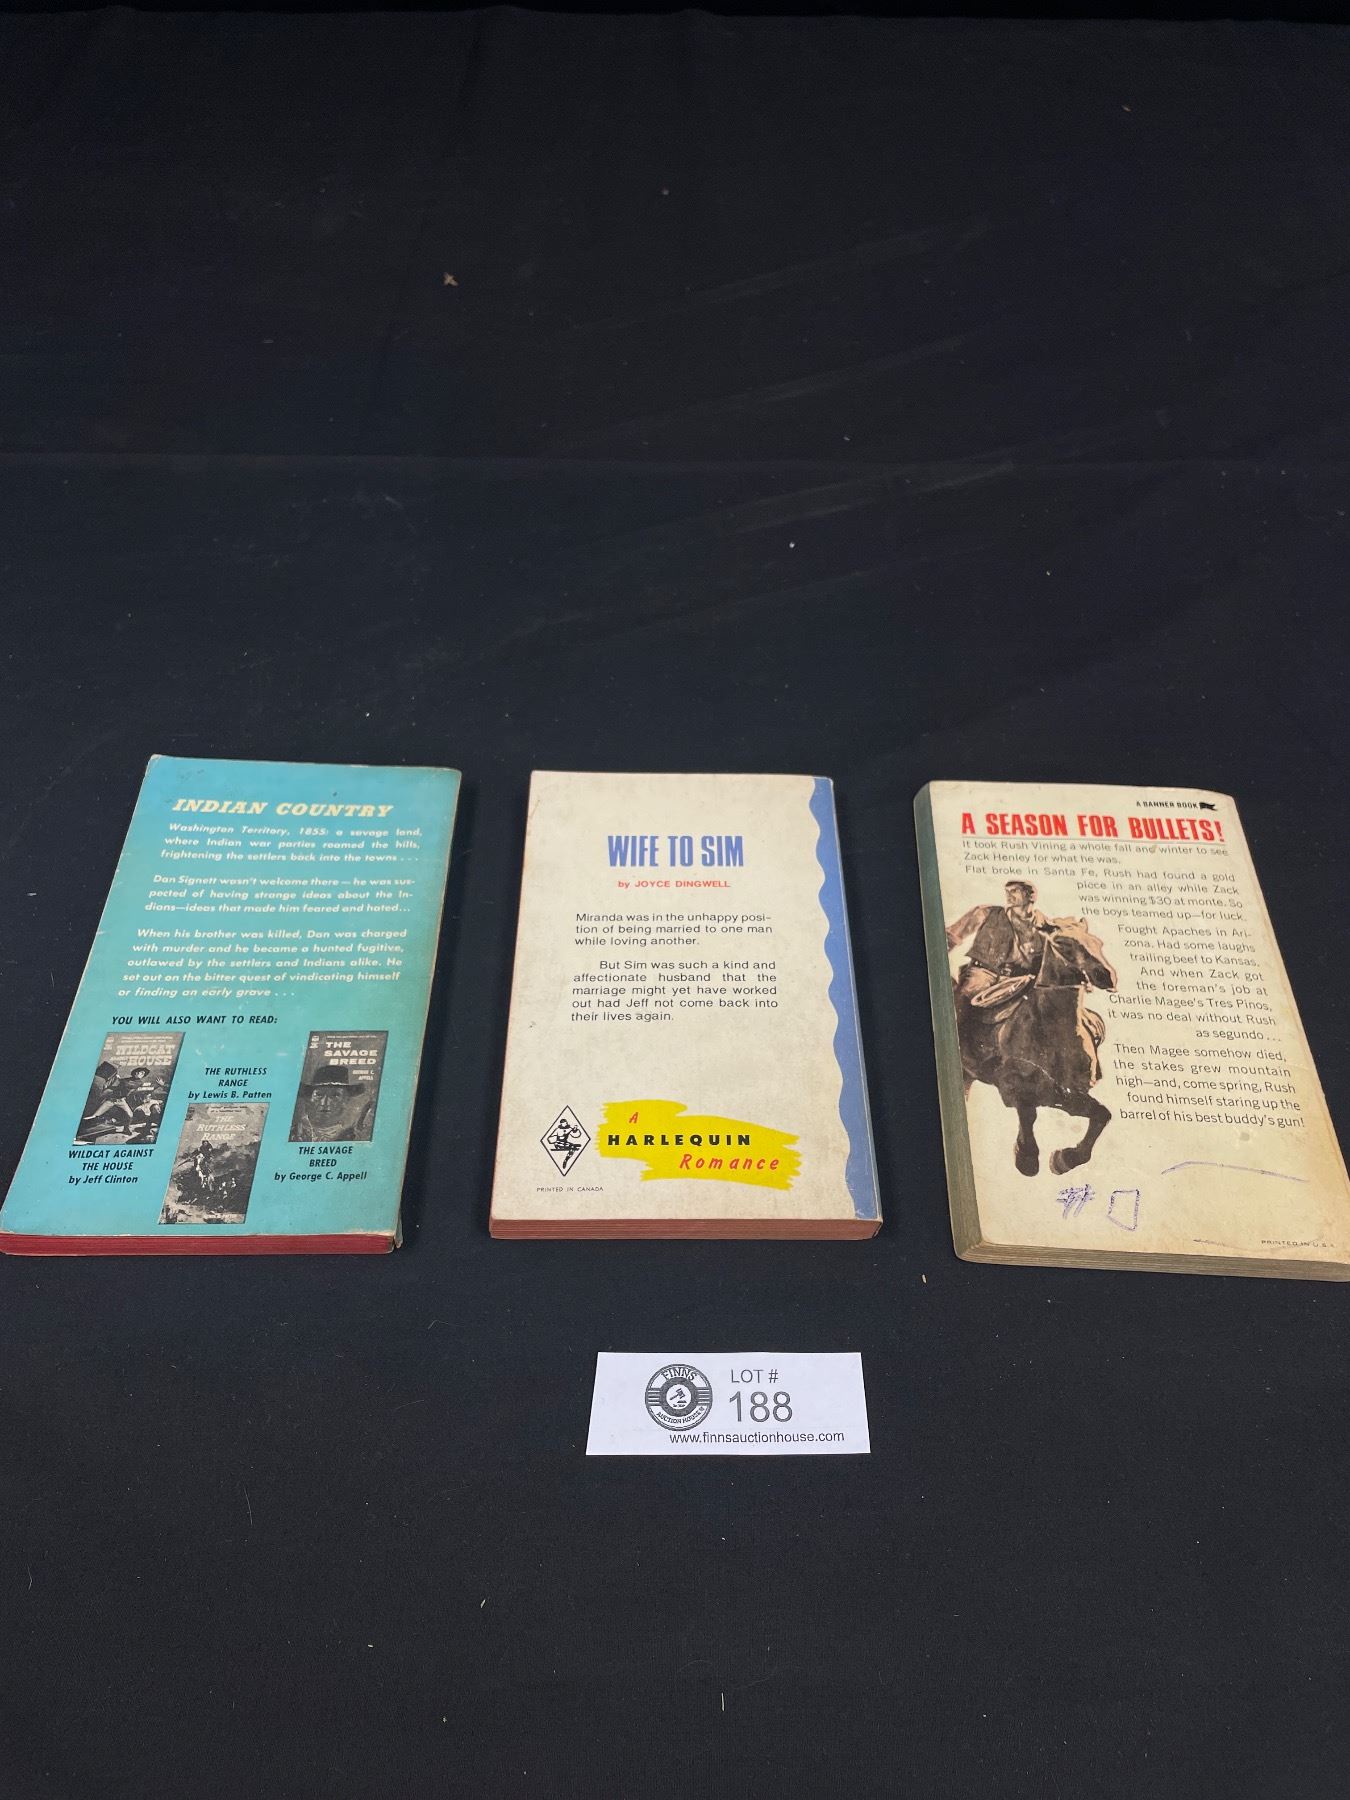 INDIAN COUNTRY
Washington Territory, 1855: a savage land,
where Indian war parties roamed the hills,
frightening the settlers back into the towns . . .
Dan Signett wasn't welcome there — he was sus-
pected of having strange ideas about the In-
dians—ideas that made him feared and hated...
When his brother was killed, Dan was charged
with murder and he became a hunted fugitive,
outlawed by the settlers and Indians alike. He
set out on the bitter quest of vindicating himself
or finding an early grave . . .
YOU WILL ALSO WANT TO READ:
WILDCAT
HOUSE
WILDCAT AGAINST
THE HOUSE
by Jeff Clinton
THE RUTHLESS
RANGE
by Lewis B. Patten
THE
RUTHLESS
RANGE
THE
SAVAGE
BREED
THE SAVAGE
BREED
by George C. Appell
WIFE TO SIM
by JOYCE DINGWELL
Miranda was in the unhappy posi-
tion of being married to one man
while loving another.
But Sim was such a kind and
affectionate husband that the
marriage might yet have worked
out had Jeff not come back into
their lives again.
A
HARLEQUIN
Romance
PRINTED IN CANADA
A BANNER BOOK
A SEASON FOR BULLETS!
It took Rush Vining a whole fall and winter to see
Zack Henley for what he was.
Flat broke in Santa Fe, Rush had found a gold
piece in an alley while Zack
was winning $30 at monte. So
the boys teamed up—for luck.
Fought Apaches in Ari-
zona. Had some laughs
trailing beef to Kansas.
And when Zack got
the foreman's job at
Charlie Magee's Tres Pinos,
it was no deal without Rush
as segundo . . .
Then Magee somehow died,
the stakes grew mountain
high—and, come spring, Rush
found himself staring up the
barrel of his best buddy's gun!
#
PRINTED IN U.S.A.
FINNS
AUCTION HOUSE
LOT #
188
www.finnsauctionhouse.com